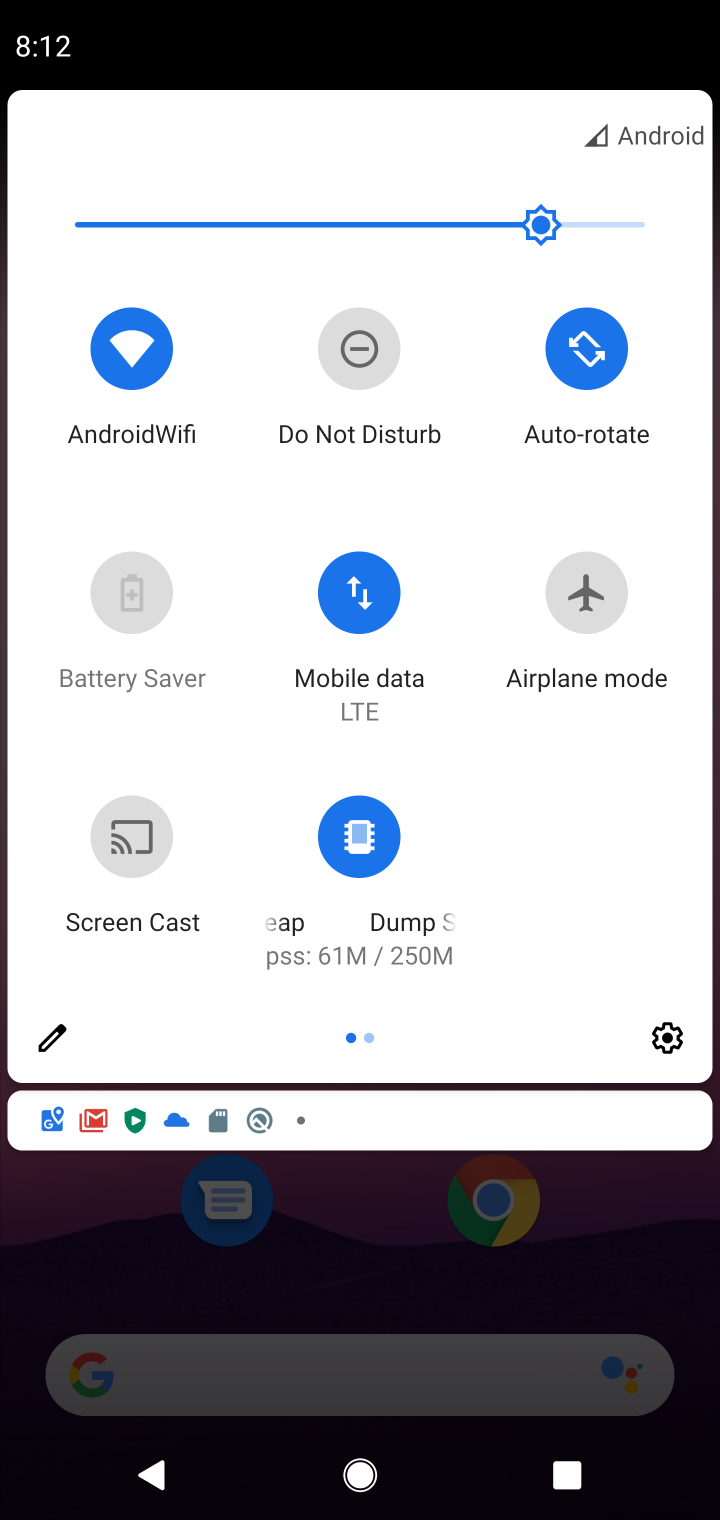 8:12
Android
AndroidWifi
Do Not Disturb
Auto-rotate
Battery Saver
Mobile data
LTE
Airplane mode
Screen Cast
eap Dump S
pss: 61M / 250M